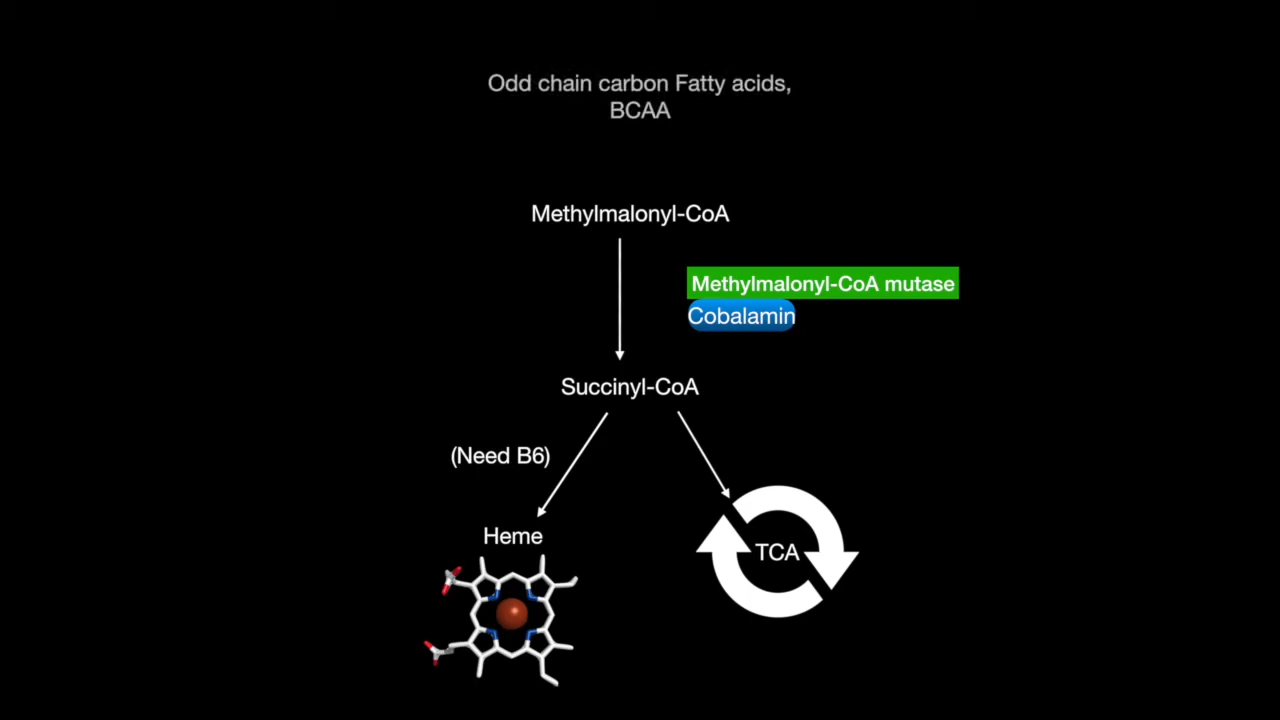 Odd chain carbon Fatty acids,
BCAA
Methylmalonyl-CoA
Methylmalonyl-CoA mutase
Cobalamin
Succinyl-CoA
(Need B6)
Heme
TCA